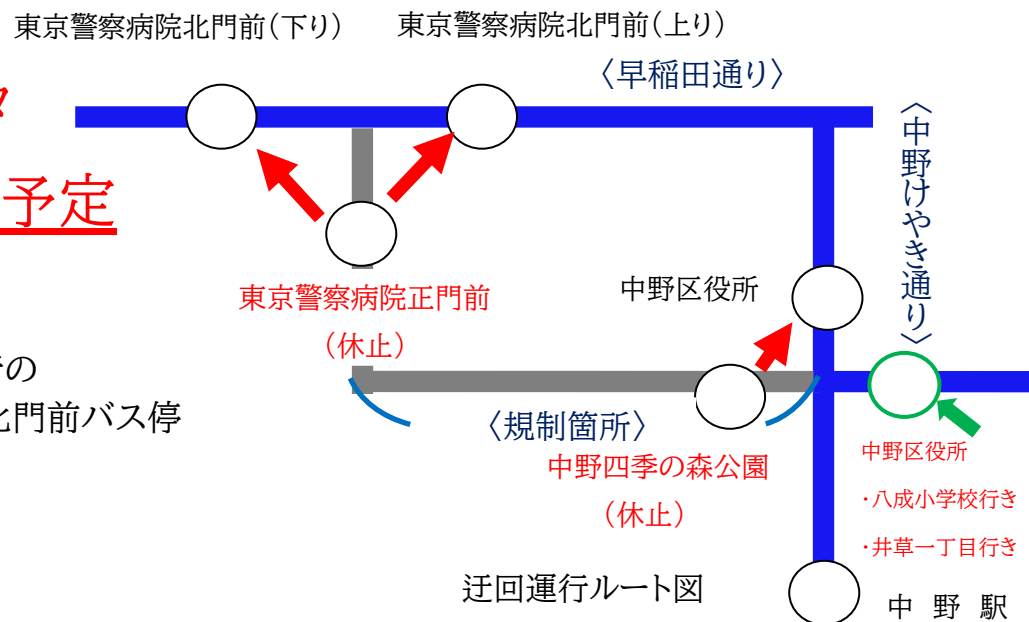 東京警察病院北門前（下り）
東京警察病院北門前（上り）
〈早稲田通り〉
〈中野けやき通り〉
予定
東京警察病院正門前
（休止）
中野区役所
の
北門前バス停
〈規制箇所〉
中野四季の森公園
（休止）
中野区役所
・八成小学校行き
・井草一丁目行き
迂回運行ルート図
中 野 駅